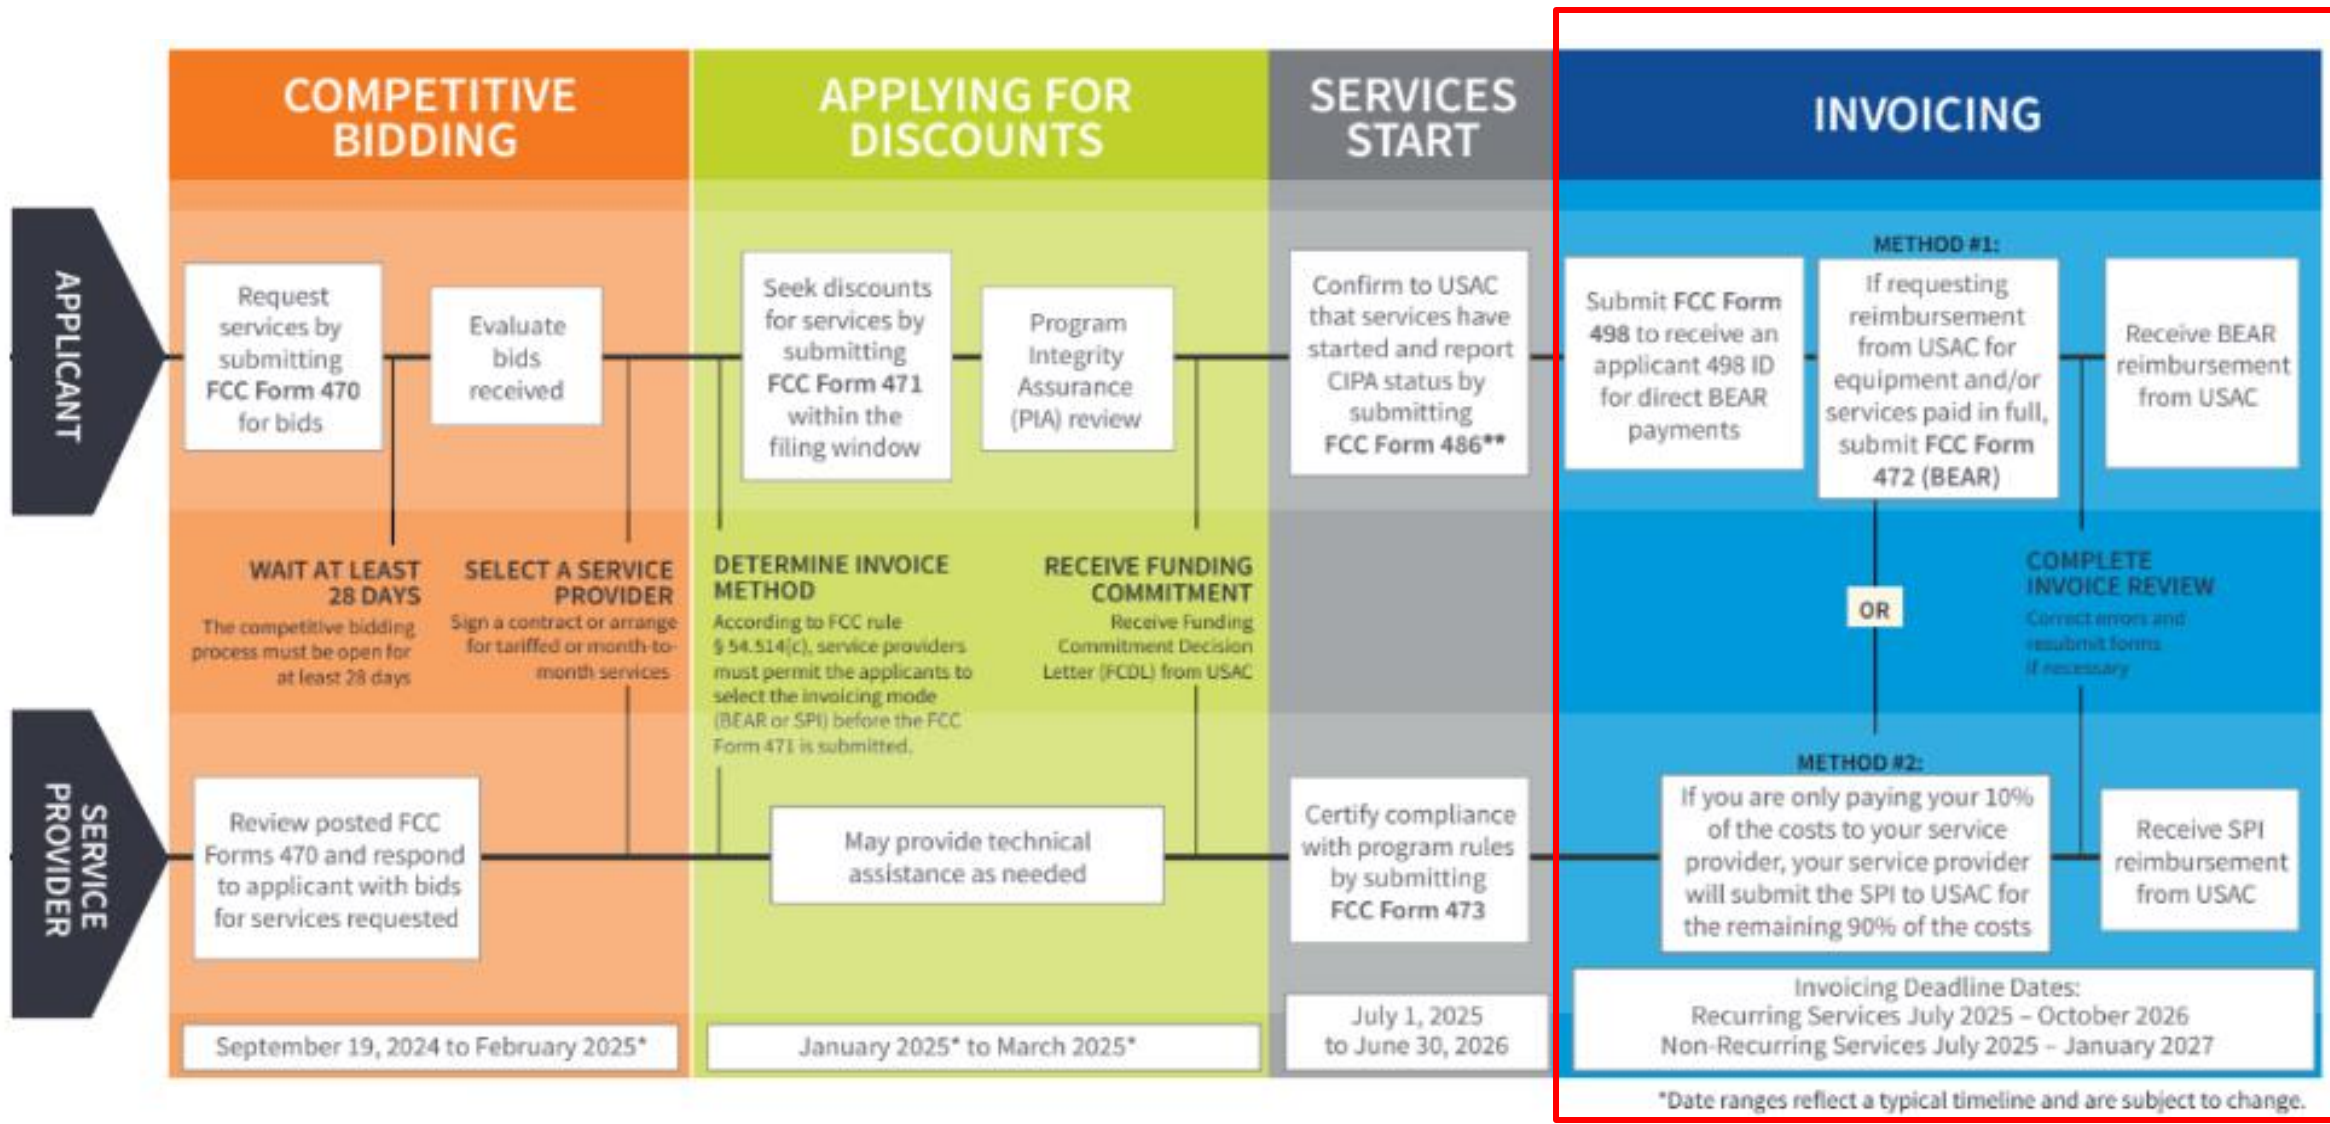 COMPETITIVE
BIDDING
APPLYING FOR
DISCOUNTS
SERVICES
START
INVOICING
APPLICANT
Request
services by
submitting
FCC Form 470
for bids
Evaluate
bids
received
Seek discounts
for services by
submitting
FCC Form 471
within the
filing window
Program
Integrity
Assurance
(PIA) review
Confirm to USAC
that services have
started and report
CIPA status by
submitting
FCC Form 486**
Submit FCC Form
498 to receive an
applicant 498 ID
for direct BEAR
payments
METHOD #1:
If requesting
reimbursement
from USAC for
equipment and/or
services paid in full,
submit FCC Form
472 (BEAR)
Receive BEAR
reimbursement
from USAC
WAIT AT LEAST
28 DAYS
The competitive bidding
process must be open for
at least 28 days
SELECT A SERVICE
PROVIDER
Sign a contract or arrange
for tariffed or month-to-
month services
DETERMINE INVOICE
METHOD
According to FCC rule
§ 54.514(c), service providers
must permit the applicants to
select the invoicing mode
(BEAR or SPI) before the FCC
Form 471 is submitted.
RECEIVE FUNDING
COMMITMENT
Receive Funding
Commitment Decision
Letter (FCDL) from USAC
OR
COMPLETE
INVOICE REVIEW
Correct errors and
resubmit forms
if necessary
SERVICE
PROVIDER
Review posted FCC
Forms 470 and respond
to applicant with bids
for services requested
May provide technical
assistance as needed
Certify compliance
with program rules
by submitting
FCC Form 473
METHOD #2:
If you are only paying your 10%
of the costs to your service
provider, your service provider
will submit the SPI to USAC for
the remaining 90% of the costs
Receive SPI
reimbursement
from USAC
September 19, 2024 to February 2025*
January 2025* to March 2025*
July 1, 2025
to June 30, 2026
Invoicing Deadline Dates:
Recurring Services July 2025 – October 2026
Non-Recurring Services July 2025 – January 2027
*Date ranges reflect a typical timeline and are subject to change.